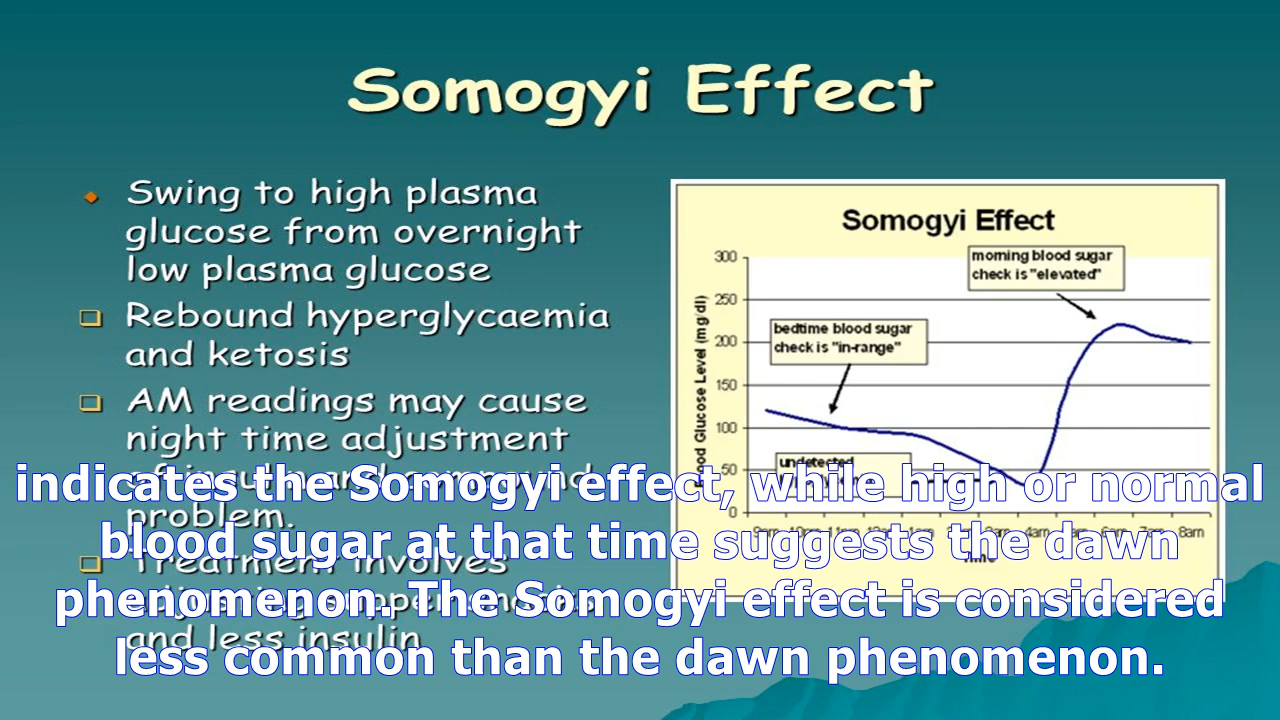 Somogyi Effect
Swing to high plasma
glucose from overnight
low plasma glucose
Rebound hyperglycaemia
and ketosis
AM readings may cause
night time adjustment
of insulin and compound
problem.
Treatment involves
and less insulin
Somogyi Effect
300
250
200
150
100
50
0
Blood Glucose Level (mg/dl)
morning blood sugar
check is "elevated"
bedtime blood sugar
check is "in-range"
undetected
4am
8am
Time
indicates the Somogyi effect, while high or normal
blood sugar at that time suggests the dawn
phenomenon. The Somogyi effect is considered
less common than the dawn phenomenon.